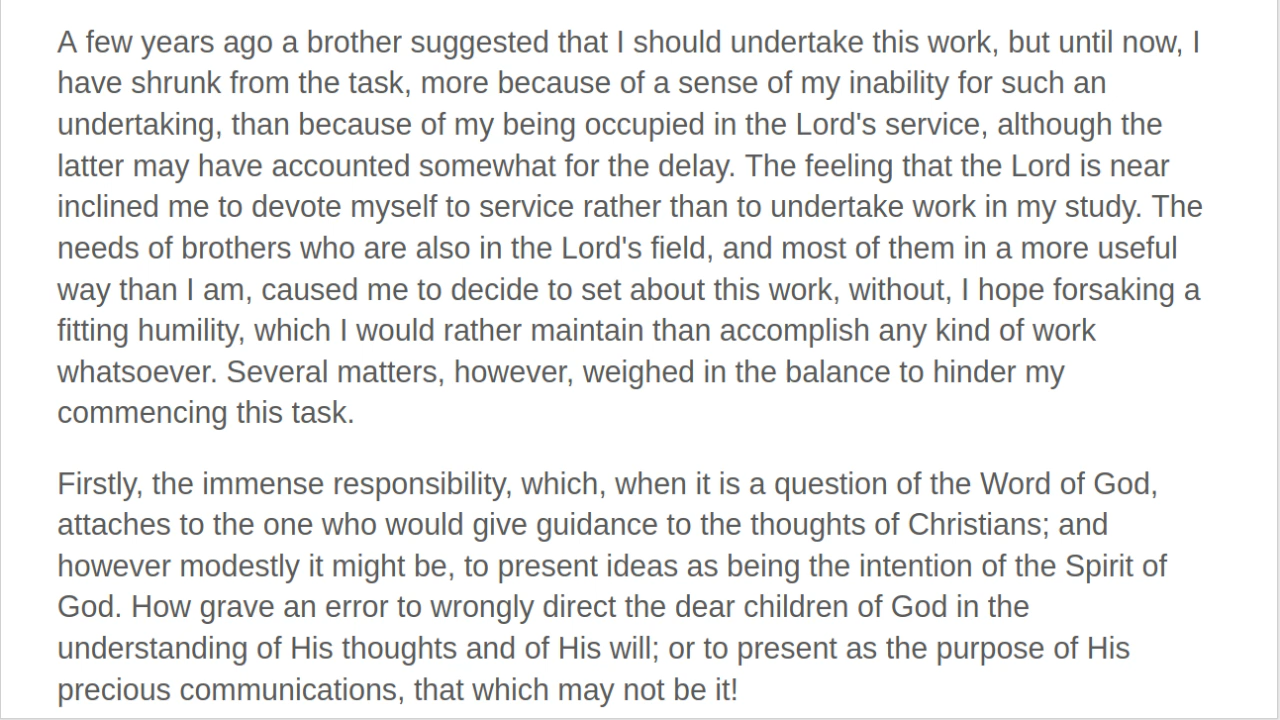 A few years ago a brother suggested that I should undertake this work, but until now, I
have shrunk from the task, more because of a sense of my inability for such an
undertaking, than because of my being occupied in the Lord's service, although the
latter may have accounted somewhat for the delay. The feeling that the Lord is near
inclined me to devote myself to service rather than to undertake work in my study. The
needs of brothers who are also in the Lord's field, and most of them in a more useful
way than I am, caused me to decide to set about this work, without, I hope forsaking a
fitting humility, which I would rather maintain than accomplish any kind of work
whatsoever. Several matters, however, weighed in the balance to hinder my
commencing this task.
Firstly, the immense responsibility, which, when it is a question of the Word of God,
attaches to the one who would give guidance to the thoughts of Christians; and
however modestly it might be, to present ideas as being the intention of the Spirit of
God. How grave an error to wrongly direct the dear children of God in the
understanding of His thoughts and of His will; or to present as the purpose of His
precious communications, that which may not be it!